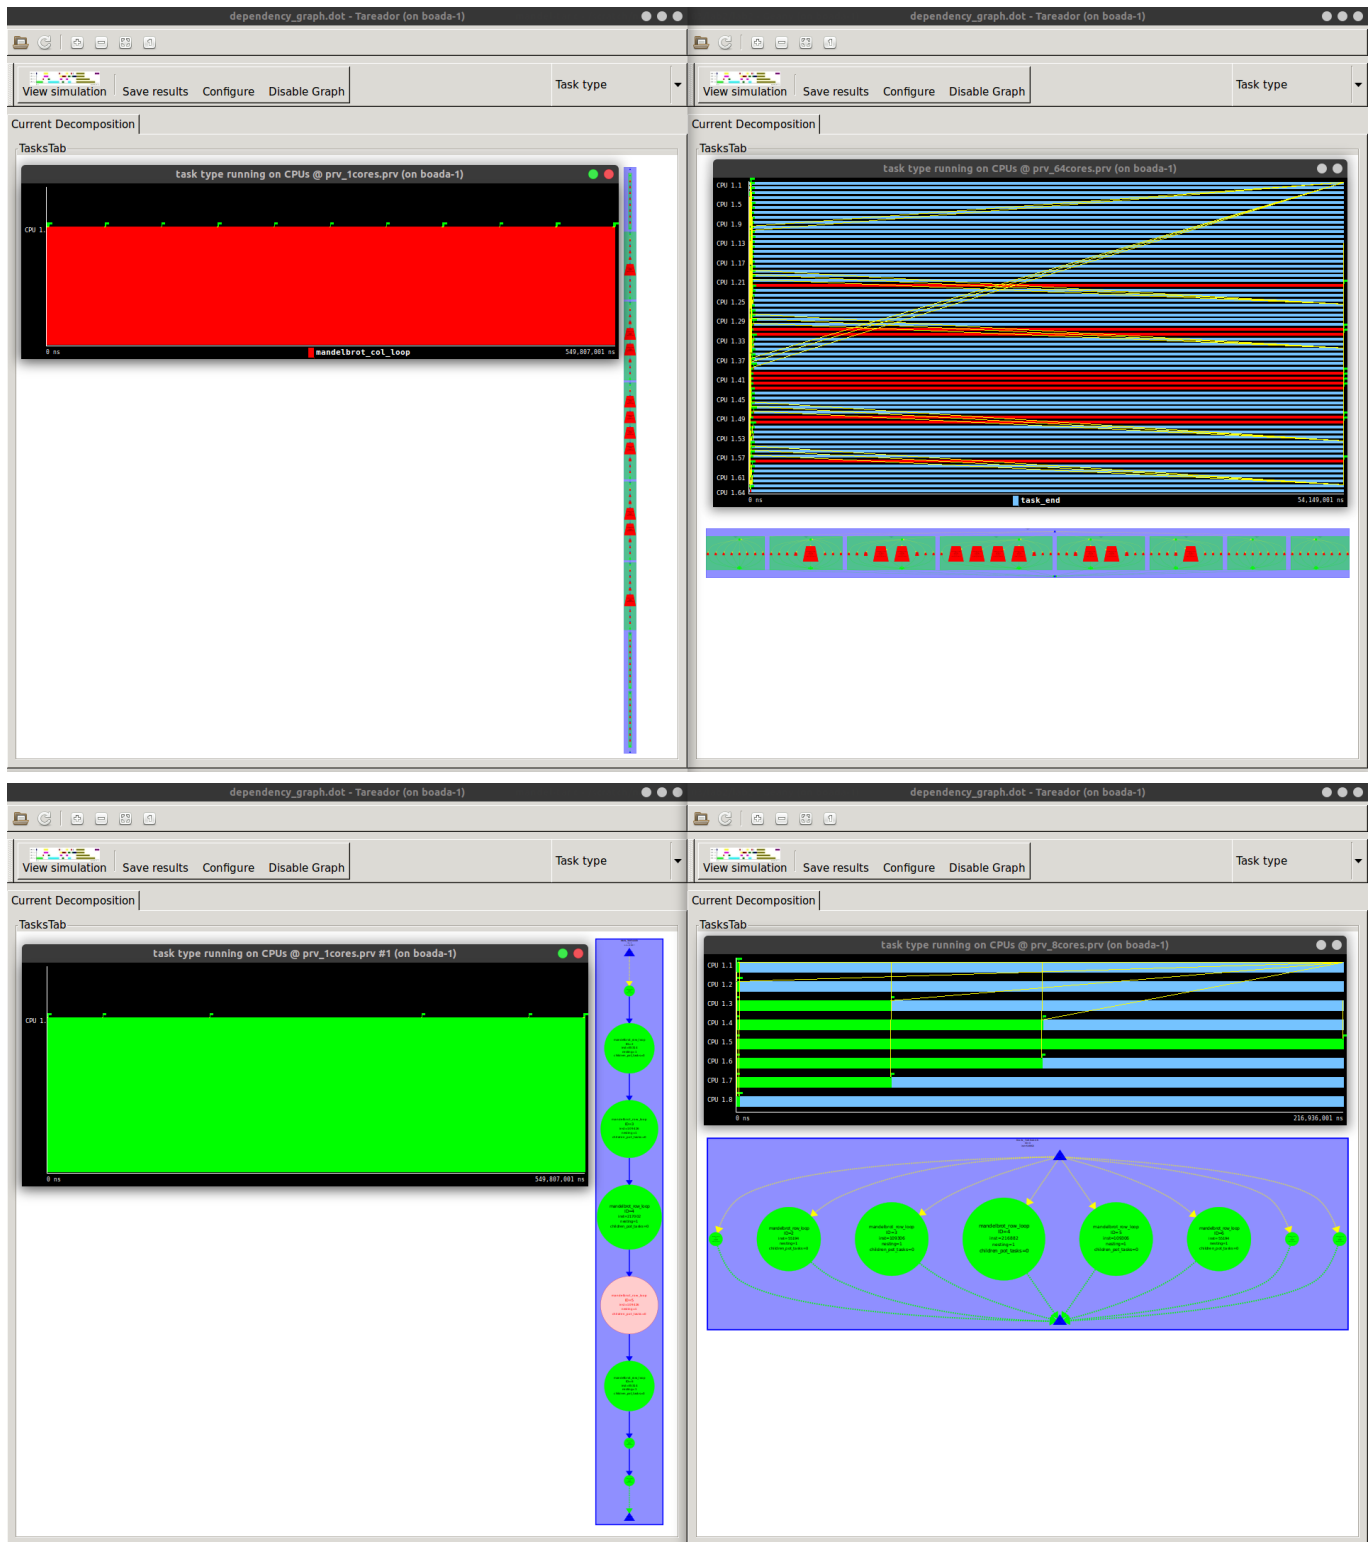 dependency_graph.dot - Tareador (on boada-1)
View simulation Save results Configure Disable Graph Task type
Current Decomposition
TasksTab
task type running on CPUs @ prv_1cores.prv (on boada-1)
CPU 1.
0 ns mandelbrot_col_loop 549,807,001 ns
dependency_graph.dot - Tareador (on boada-1)
View simulation Save results Configure Disable Graph Task type
Current Decomposition
TasksTab
task type running on CPUs @ prv_64cores.prv (on boada-1)
CPU 1.1
CPU 1.5
CPU 1.9
CPU 1.13
CPU 1.17
CPU 1.21
CPU 1.25
CPU 1.29
CPU 1.33
CPU 1.37
CPU 1.41
CPU 1.45
CPU 1.49
CPU 1.53
CPU 1.57
CPU 1.61
CPU 1.64
0 ns task_end 54,149,001 ns
dependency_graph.dot - Tareador (on boada-1)
View simulation Save results Configure Disable Graph Task type
Current Decomposition
TasksTab
task type running on CPUs @ prv_1cores.prv #1 (on boada-1)
CPU 1.
0 ns 549,807,001 ns
dependency_graph.dot - Tareador (on boada-1)
View simulation Save results Configure Disable Graph Task type
Current Decomposition
TasksTab
task type running on CPUs @ prv_8cores.prv (on boada-1)
CPU 1.1
CPU 1.2
CPU 1.3
CPU 1.4
CPU 1.5
CPU 1.6
CPU 1.7
CPU 1.8
0 ns 216,936,001 ns
mandelbrot_row_loop
mandelbrot_row_loop
mandelbrot_row_loop
children_pot_tasks=0
mandelbrot_row_loop
mandelbrot_row_loop